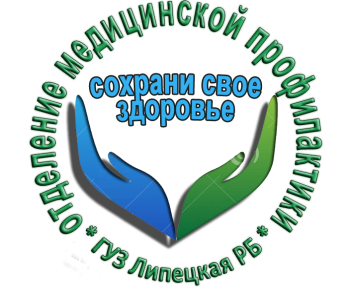 отделение медицинской профилактики
сохрани свое
здоровье
* ГУЗ Липецкая РБ *